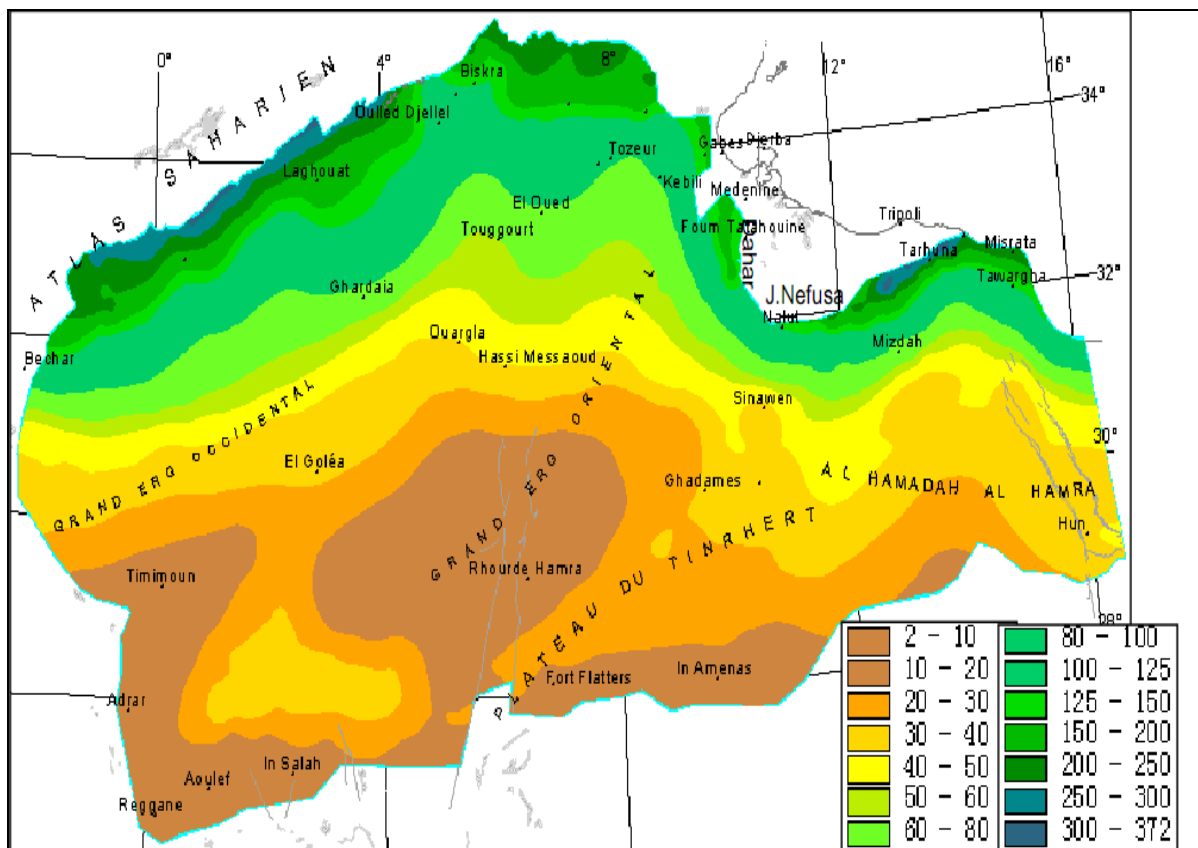 0°
4°
8°
12°
16°
34°
32°
30°
28°
ATLAS SAHARIEN
Biskra
Oulled Djellel
Laghouat
Tozeur
Gabes
Djerba
Kebili
Medenine
El Oued
Touggourt
Foum Tatahouine
Dahar
Tripoli
Tarhuna
Misrata
Tawargha
J.Nefusa
Nalut
Mizdah
Ghardaia
Bechar
Ouargla
Hassi Messaoud
Sinawen
GRAND ERG OCCIDENTAL
GRAND ERG ORIENTAL
El Goléa
Ghadames
AL HAMADAH AL HAMRA
Hun
PLATEAU DU TINRHERT
Timimoun
Rhourde Hamra
Fort Flatters
In Amenas
Adrar
In Salah
Aoulef
Reggane
2 - 10
10 - 20
20 - 30
30 - 40
40 - 50
50 - 60
60 - 80
80 - 100
100 - 125
125 - 150
150 - 200
200 - 250
250 - 300
300 - 372